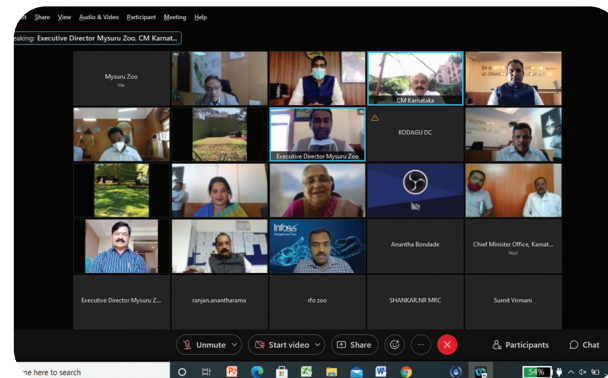 Share View Audio & Video Participant Meeting Help
eaking: Executive Director Mysuru Zoo, CM Karnat...
Mysuru Zoo
Me
CM Karnataka
Executive Director Mysuru Zoo
KODAGU DC
Infosys
Anantha Bondade
Chief Minister Office, Karnat...
Host
Executive Director Mysuru Z...
ranjan.anantharama
rfo zoo
SHANKAR.NR MRC
Sumit Virmani
Unmute
Start video
Share
Participants
Chat
here to search
54%